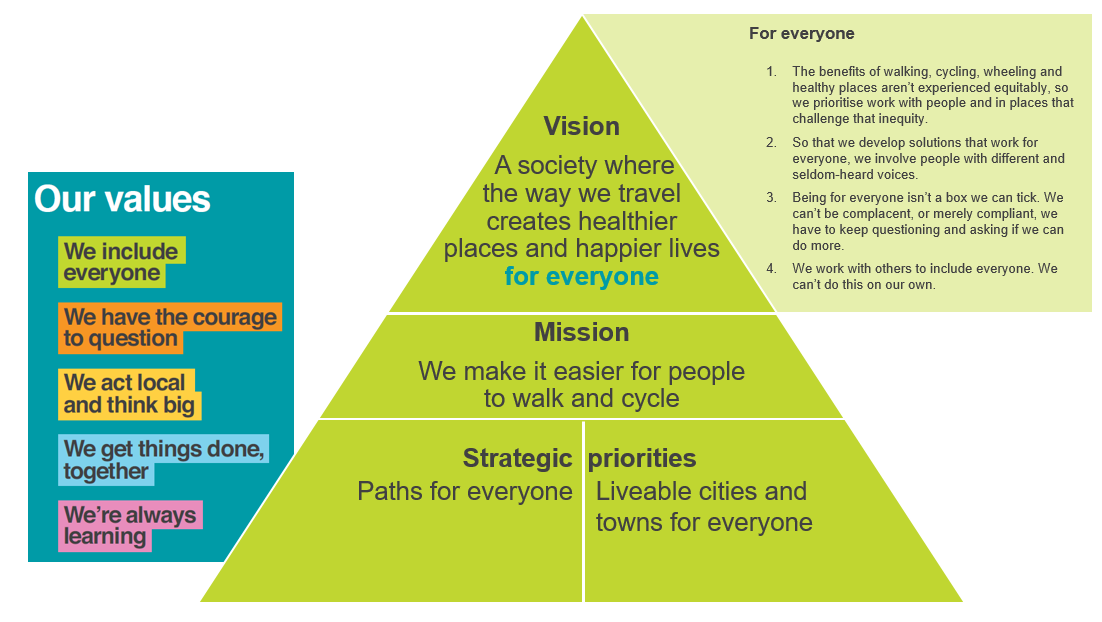 Our values
We include
everyone
We have the courage
to question
We act local
and think big
We get things done,
together
We're always
learning
Vision
A society where
the way we travel
creates healthier
places and happier lives
for everyone
Mission
We make it easier for people
to walk and cycle
Strategic priorities
Paths for everyone
Liveable cities and
towns for everyone
For everyone
1. The benefits of walking, cycling, wheeling and
healthy places aren't experienced equitably, so
we prioritise work with people and in places that
challenge that inequity.
2. So that we develop solutions that work for
everyone, we involve people with different and
seldom-heard voices.
3. Being for everyone isn't a box we can tick. We
can't be complacent, or merely compliant, we
have to keep questioning and asking if we can
do more.
4. We work with others to include everyone. We
can't do this on our own.